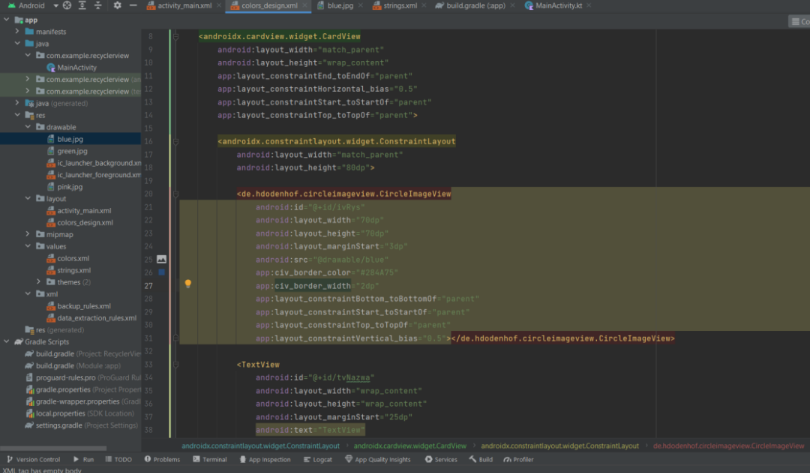 Android
activity_main.xml
colors_design.xml
blue.jpg
strings.xml
build.gradle (app)
MainActivity.kt
app
manifests
java
com.example.recyclerview
MainActivity
com.example.recyclerview
com.example.recyclerview
java (generated)
res
drawable
blue.jpg
green.jpg
ic_launcher_background.xm
ic_launcher_foreground.xm
pink.jpg
layout
activity_main.xml
colors_design.xml
mipmap
values
colors.xml
strings.xml
themes (2)
xml
backup_rules.xml
data_extraction_rules.xml
res (generated)
Gradle Scripts
build.gradle (Project RecyclerVie
build.gradle (Module app)
proguard-rules.pro (ProGuard Ru
gradle.properties (Project Proper
gradle-wrapper.properties (Grad
local.properties (SDK Location)
settings.gradle (Project Settings)
8 <androidx.cardview.widget.CardView
9 android:layout_width="match_parent"
10 android:layout_height="wrap_content"
11 app:layout_constraintEnd_toEndOf="parent"
12 app:layout_constraintHorizontal_bias="0.5"
13 app:layout_constraintStart_toStartOf="parent"
14 app:layout_constraintTop_toTopOf="parent">
15
16 <androidx.constraintlayout.widget.ConstraintLayout
17 android:layout_width="match_parent"
18 android:layout_height="80dp">
19
20 <de.hdodenhof.circleimageview.CircleImageView
21 android:id=
22 android:layout_width="70dp"
23 android:layout_height="70dp"
24 android:layout_marginStart="3dp"
25 android:src="@drawable/blue"
26 app:civ_border_color=
27 app:civ_border_width="2dp"
28 app:layout_constraintBottom_toBottomOf="parent"
29 app:layout_constraintStart_toStartOf="parent"
30 app:layout_constraintTop_toTopOf="parent"
31 app:layout_constraintVertical_bias="0.5"></de.hdodenhof.circleimageview.CircleImageView>
32
33 <TextView
34 android:id=
35 android:layout_width="wrap_content"
36 android:layout_height="wrap_content"
37 android:layout_marginStart="25dp"
38 android:text="TextView"
androidx.constraintlayout.widget.ConstraintLayout
androidx.cardview.widget.CardView
androidx.constraintlayout.widget.ConstraintLayout
de.hdodenhof.circleimageview.CircleImageView
Version Control
Run
TODO
Problems
Terminal
App Inspection
Logcat
App Quality Insights
Services
Build
Profiler
XML tag has empty body